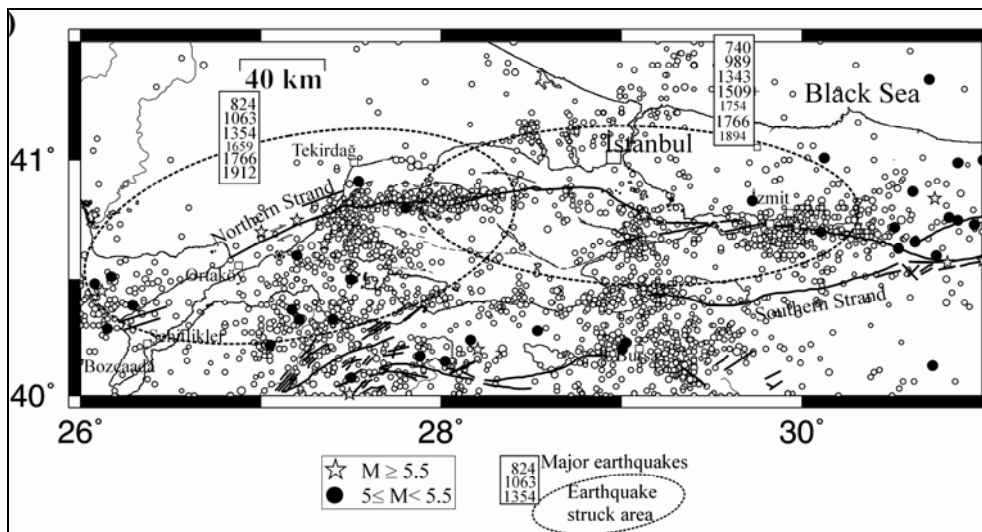 )
40 km
824
1063
1354
1659
1766
1912
740
989
1343
1509
1754
1766
1894
Black Sea
41°
Tekirdağ
İstanbul
İzmit
Northern Strand
Ortaköy
Southern Strand
Şehitlikler
Bozcaada
Bur
40°
26°
28°
30°
M ≥ 5.5
5≤ M< 5.5
824
1063
1354
Major earthquakes
Earthquake
struck area